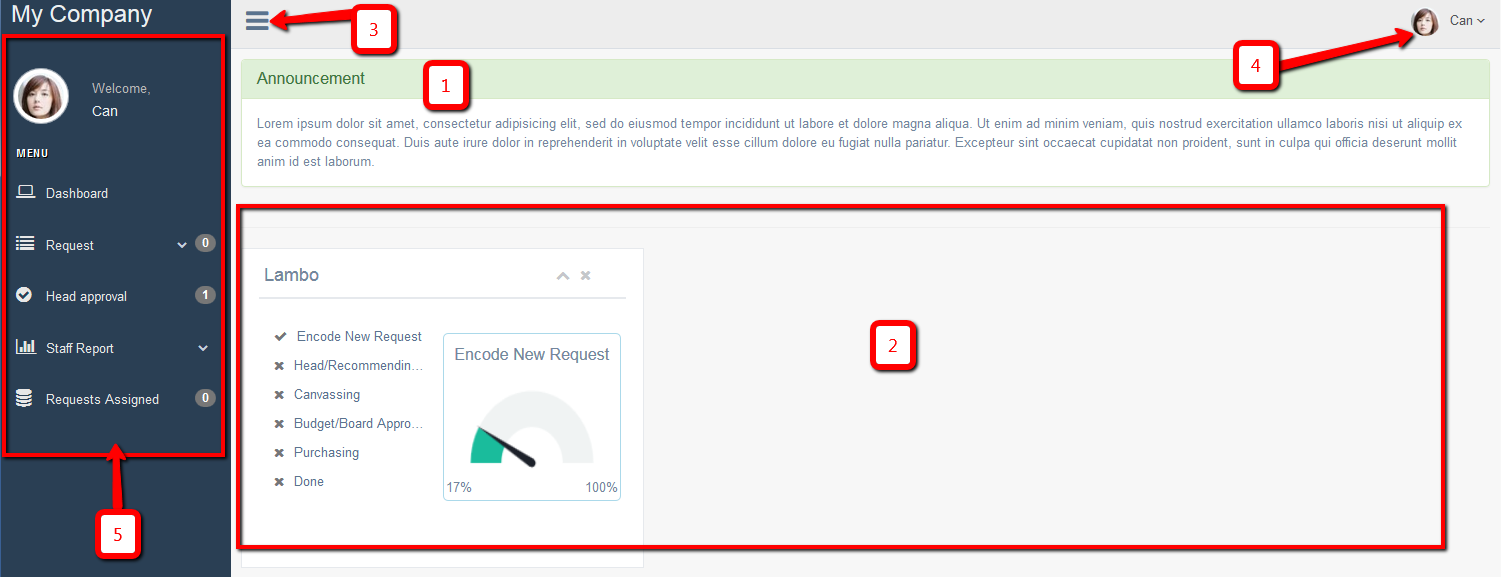 My Company
3
Can
4
Welcome,
Can
MENU
Dashboard
Request 0
Head approval 1
Staff Report
Requests Assigned 0
5
Announcement
1
Lorem ipsum dolor sit amet, consectetur adipisicing elit, sed do eiusmod tempor incididunt ut labore et dolore magna aliqua. Ut enim ad minim veniam, quis nostrud exercitation ullamco laboris nisi ut aliquip ex
ea commodo consequat. Duis aute irure dolor in reprehenderit in voluptate velit esse cillum dolore eu fugiat nulla pariatur. Excepteur sint occaecat cupidatat non proident, sunt in culpa qui officia deserunt mollit
anim id est laborum.
2
Lambo
Encode New Request
Head/Recommendin...
Canvassing
Budget/Board Appro...
Purchasing
Done
Encode New Request
17% 100%